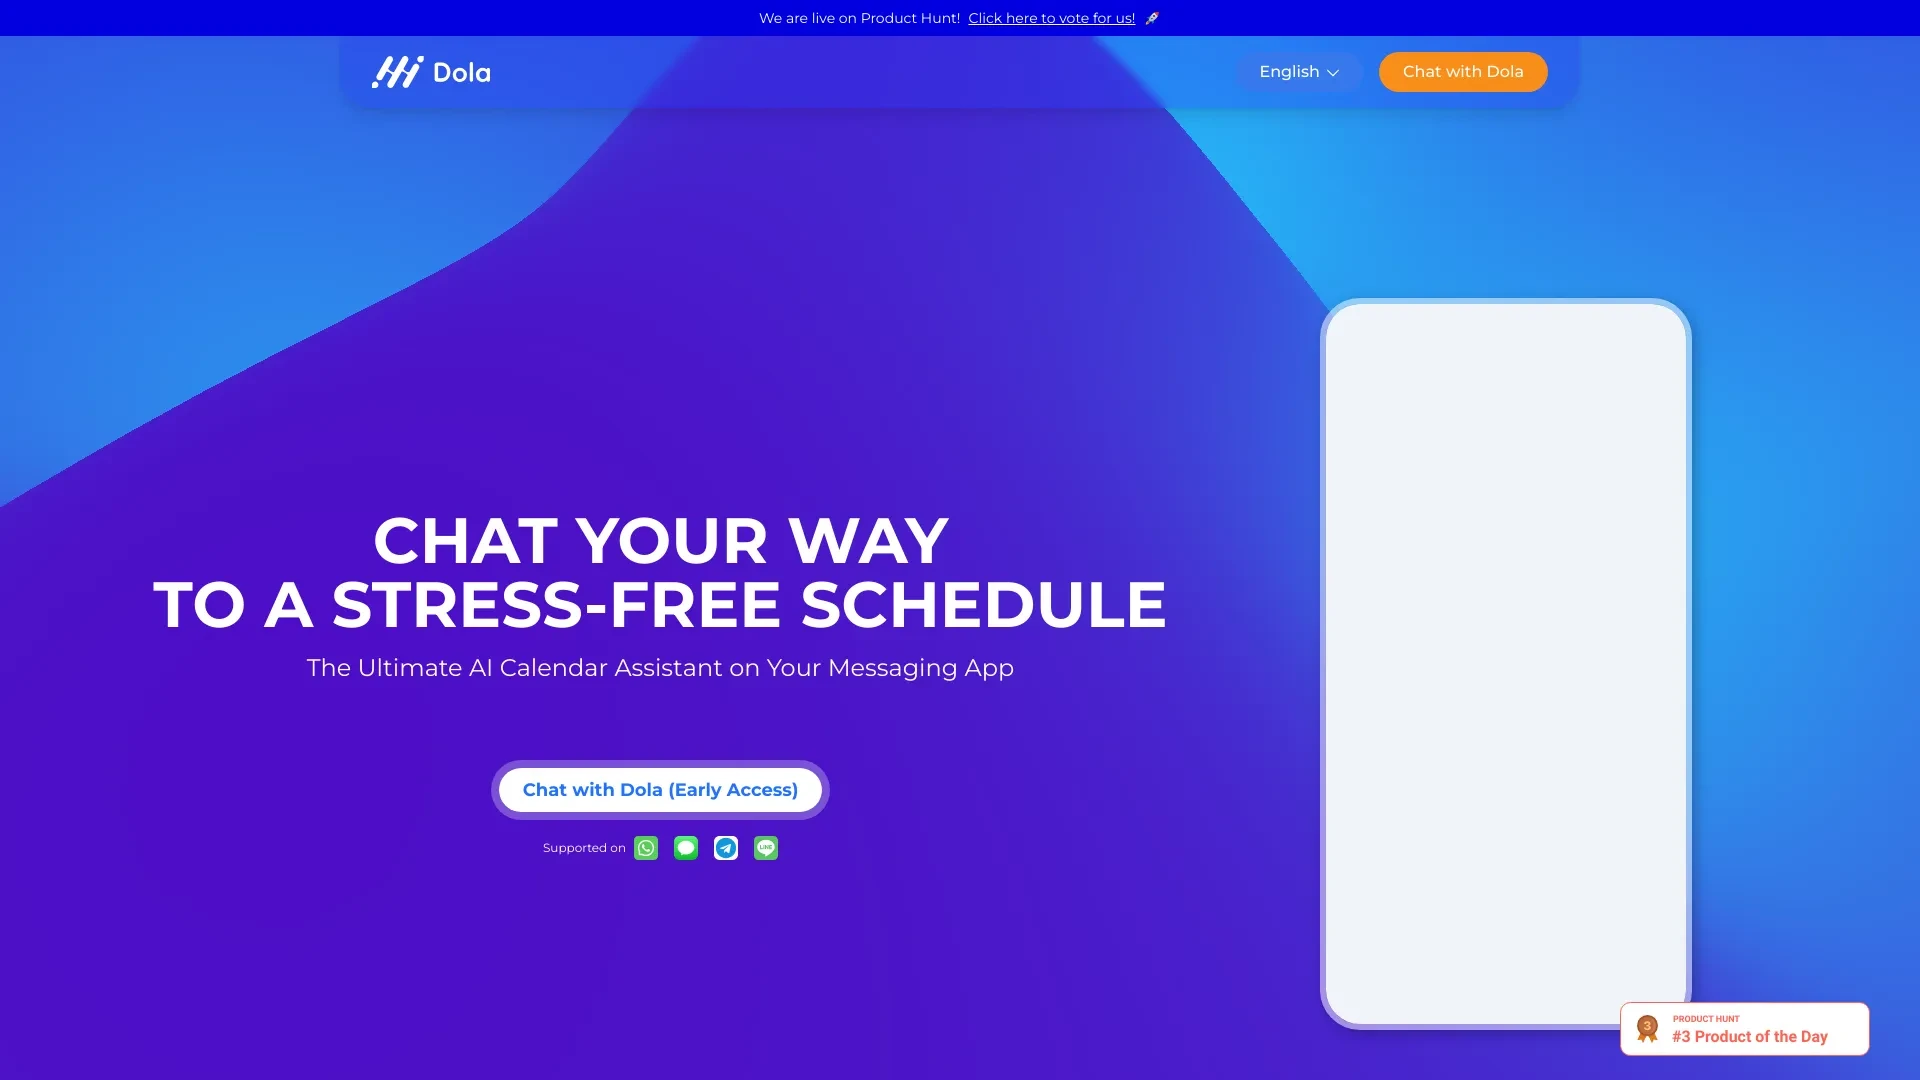 We are live on Product Hunt! Click here to vote for us! 🚀
Dola
English
Chat with Dola
CHAT YOUR WAY
TO A STRESS-FREE SCHEDULE
The Ultimate AI Calendar Assistant on Your Messaging App
Chat with Dola (Early Access)
Supported on
LINE
3
PRODUCT HUNT
#3 Product of the Day